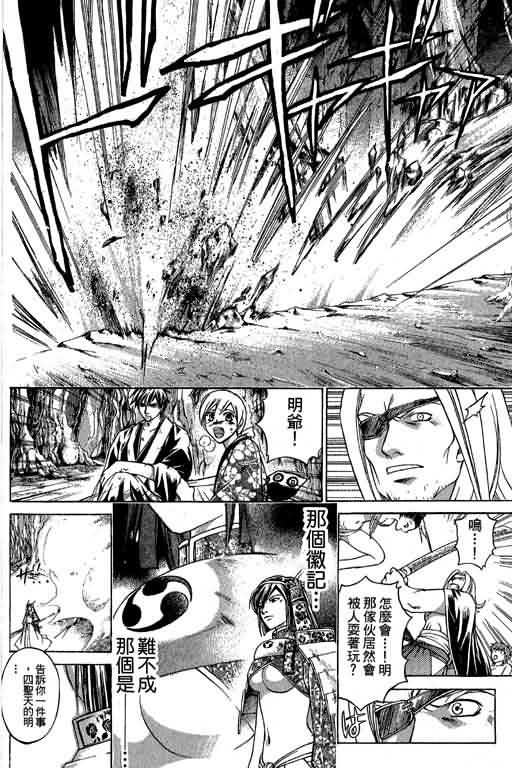 ドギャギャ
明爺！
嗚…！
怎麼會…！明
那傢伙居然會
被人耍著玩？
那個徽記…
難不成
那個是
告訴你一件事
，四聖天的明